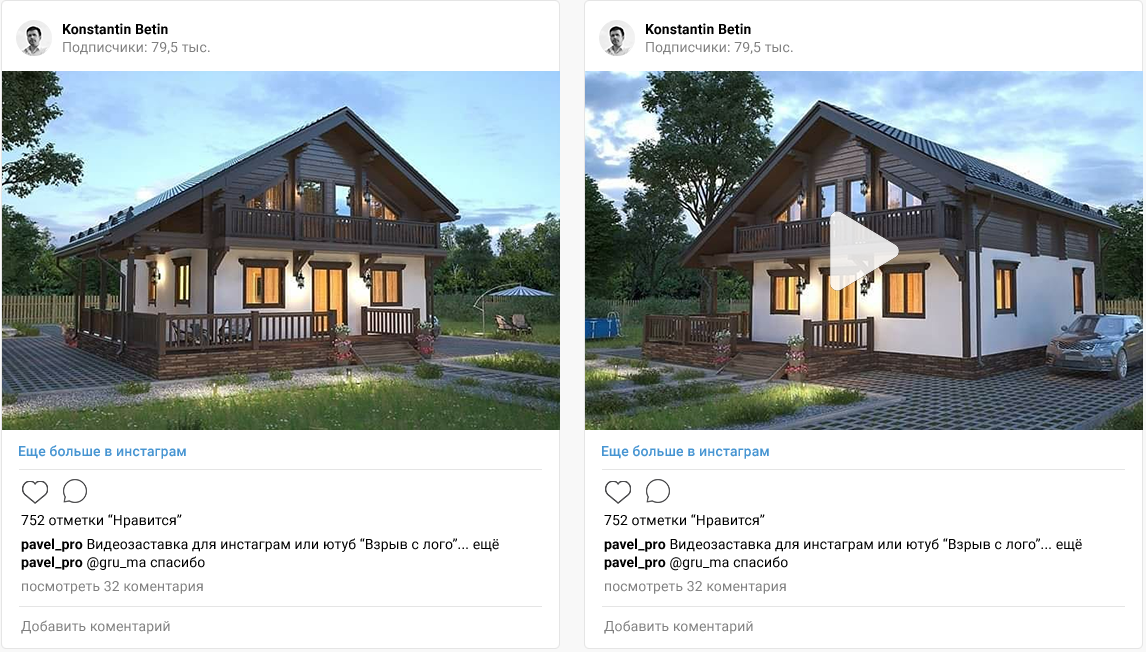 Konstantin Betin
Подписчики: 79,5 тыс.
Еще больше в инстаграм
752 отметки “Нравится”
pavel_pro Видеозаставка для инстаграм или ютуб “Взрыв с лого”... ещё
pavel_pro @gru_ma спасибо
посмотреть 32 коментария
Добавить коментарий
Konstantin Betin
Подписчики: 79,5 тыс.
Еще больше в инстаграм
752 отметки “Нравится”
pavel_pro Видеозаставка для инстаграм или ютуб “Взрыв с лого”... ещё
pavel_pro @gru_ma спасибо
посмотреть 32 коментария
Добавить коментарий